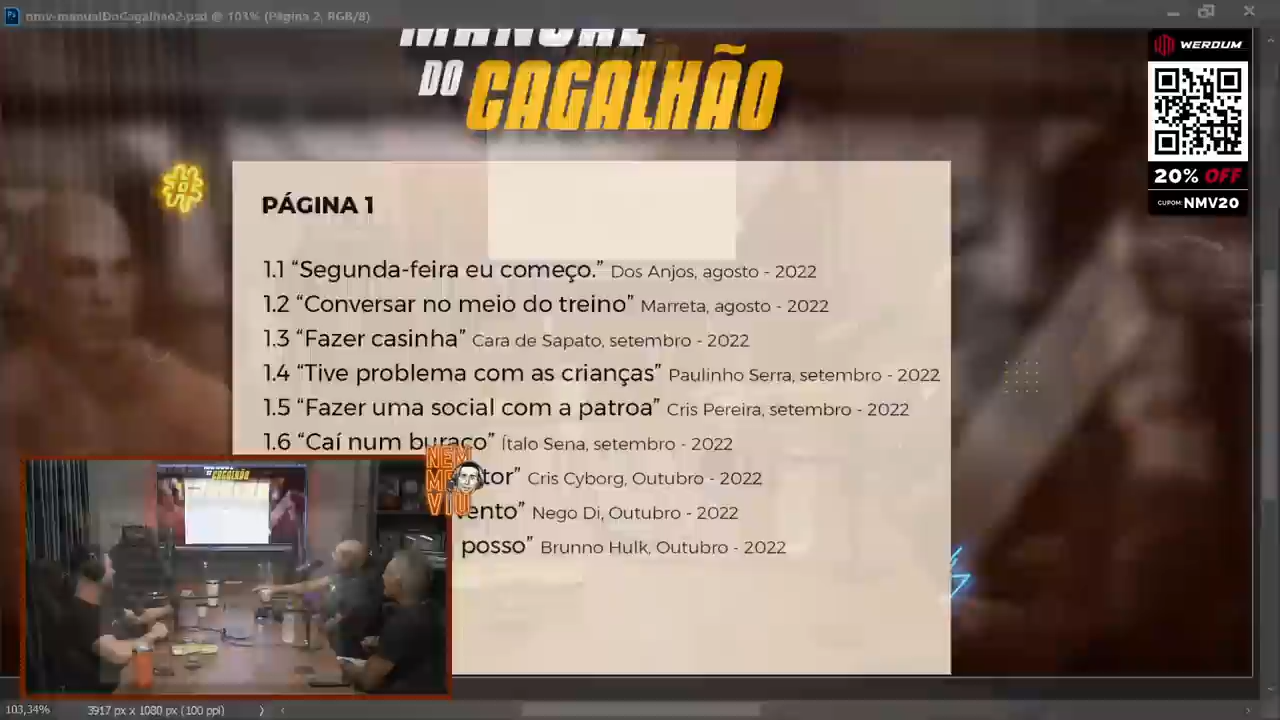 nmv-manualDoCagalhao2.psd @ 103% (Página 2, RGB/8)
MANUAL
DO CAGALHÃO
WERDUM
20% OFF
CUPOM: NMV20
PÁGINA 1
1.1 “Segunda-feira eu começo.” Dos Anjos, agosto - 2022
1.2 “Conversar no meio do treino” Marreta, agosto - 2022
1.3 “Fazer casinha” Cara de Sapato, setembro - 2022
1.4 “Tive problema com as crianças” Paulinho Serra, setembro - 2022
1.5 “Fazer uma social com a patroa” Cris Pereira, setembro - 2022
1.6 “Caí num buraco” Ítalo Sena, setembro - 2022
tor” Cris Cyborg, Outubro - 2022
ento” Nego Di, Outubro - 2022
posso” Brunno Hulk, Outubro - 2022
NEM
ME
VIU
103,34%
3917 px x 1080 px (100 ppi)